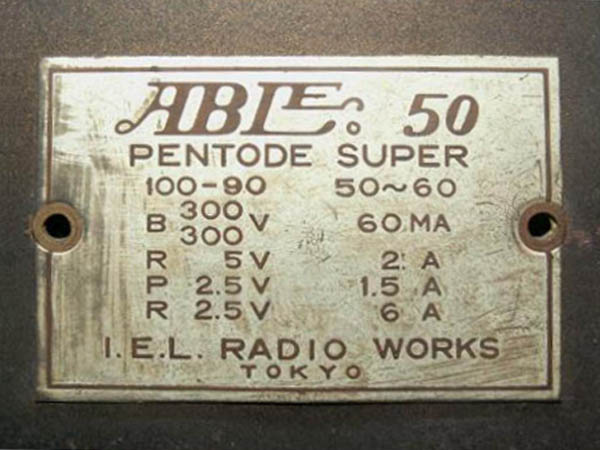 ABLE: 50
PENTODE SUPER
100-90 50~60
B 300 300 V 60 MA
R 5V 2 A
P 2.5V 1.5 A
R 2.5V 6 A
I.E.L. RADIO WORKS
TOKYO